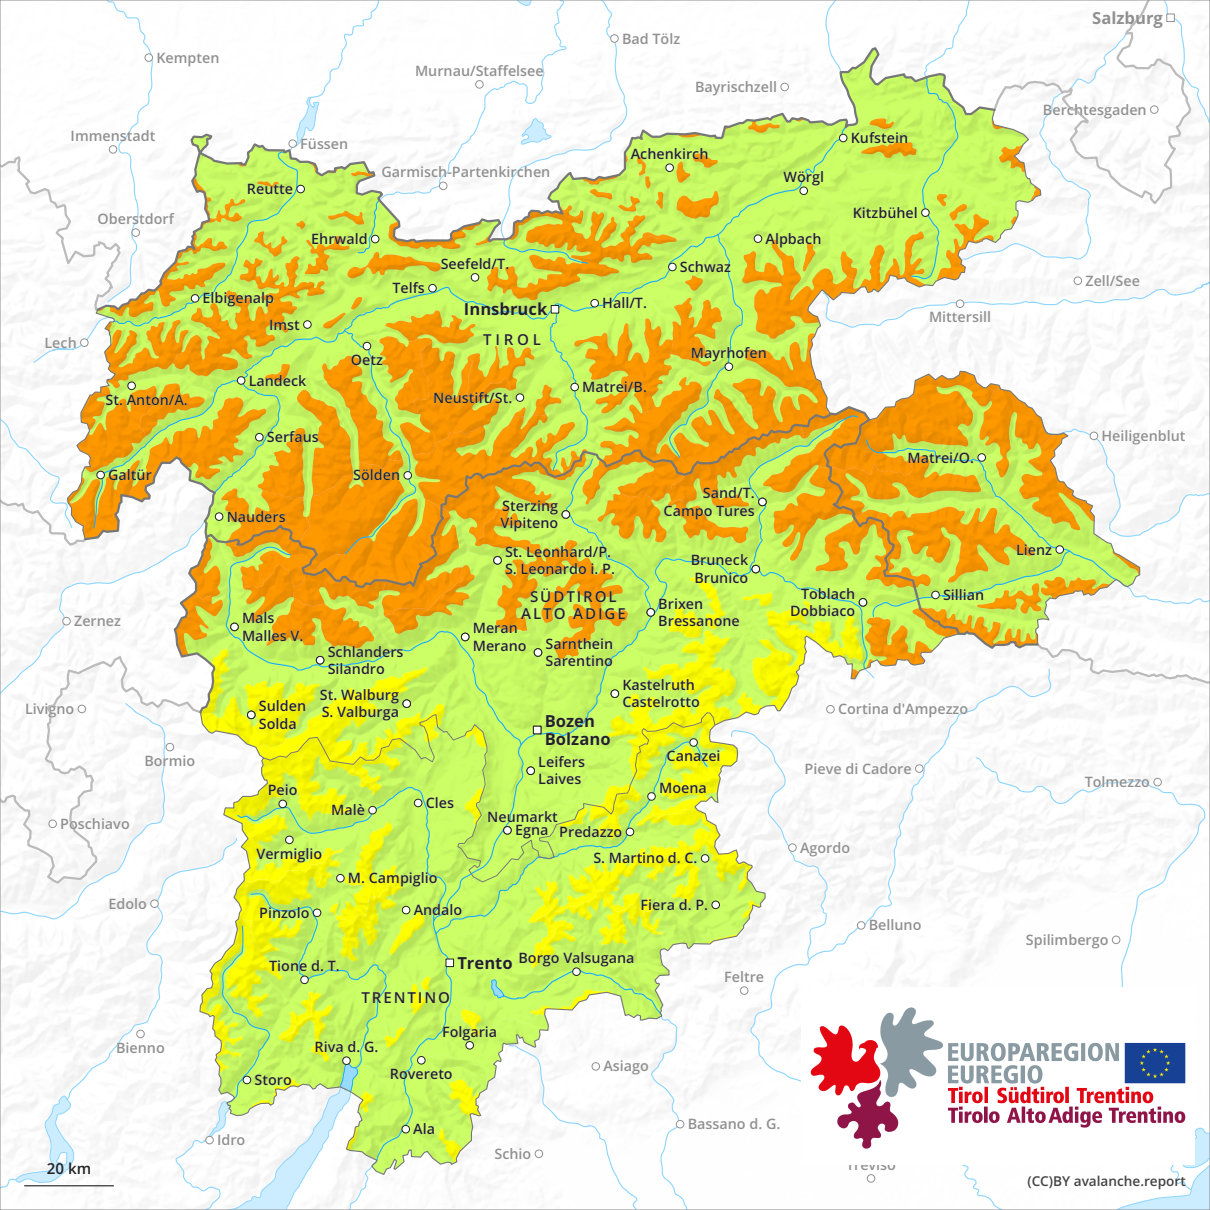 Salzburg
Bad Tölz
Kempten
Murnau/Staffelsee
Bayrischzell
Berchtesgaden
Immenstadt
Füssen
Kufstein
Achenkirch
Garmisch-Partenkirchen
Wörgl
Reutte
Oberstdorf
Kitzbühel
Ehrwald
Alpbach
Seefeld/T.
Schwaz
Zell/See
Telfs
Elbigenalp
Hall/T.
Innsbruck
Mittersill
Imst
TIROL
Lech
Mayrhofen
Oetz
Landeck
Matrei/B.
St. Anton/A.
Neustift/St.
Serfaus
Heiligenblut
Matrei/O.
Galtür
Sölden
Sand/T.
Campo Tures
Sterzing
Vipiteno
Nauders
St. Leonhard/P.
S. Leonardo i. P.
Lienz
Bruneck
Brunico
SÜDTIROL
ALTO ADIGE
Toblach
Dobbiaco
Sillian
Brixen
Bressanone
Mals
Malles V.
Zernez
Meran
Merano
Sarnthein
Sarentino
Schlanders
Silandro
Kastelruth
Castelrotto
St. Walburg
S. Valburga
Sulden
Solda
Livigno
Cortina d'Ampezzo
Bozen
Bolzano
Bormio
Canazei
Leifers
Laives
Pieve di Cadore
Tolmezzo
Peio
Moena
Malè
Cles
Neumarkt
Egna
Predazzo
Poschiavo
Vermiglio
Agordo
S. Martino d. C.
M. Campiglio
Edolo
Pinzolo
Andalo
Fiera d. P.
Belluno
Spilimbergo
Borgo Valsugana
Trento
Tione d. T.
Feltre
TRENTINO
Folgaria
Bienno
Riva d. G.
Asiago
Rovereto
Storo
EUROPAREGION
EUREGIO
Tirol Südtirol Trentino
Tirolo Alto Adige Trentino
Ala
Bassano d. G.
Idro
Schio
Treviso
20 km
(CC)BY avalanche.report